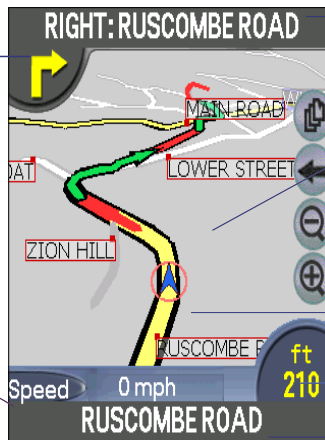 RIGHT: RUSCOMBE ROAD
MAIN ROAD
OAT
LOWER STREET
ZION HILL
RUSCOMBE
ft
210
Speed 0 mph
RUSCOMBE ROAD